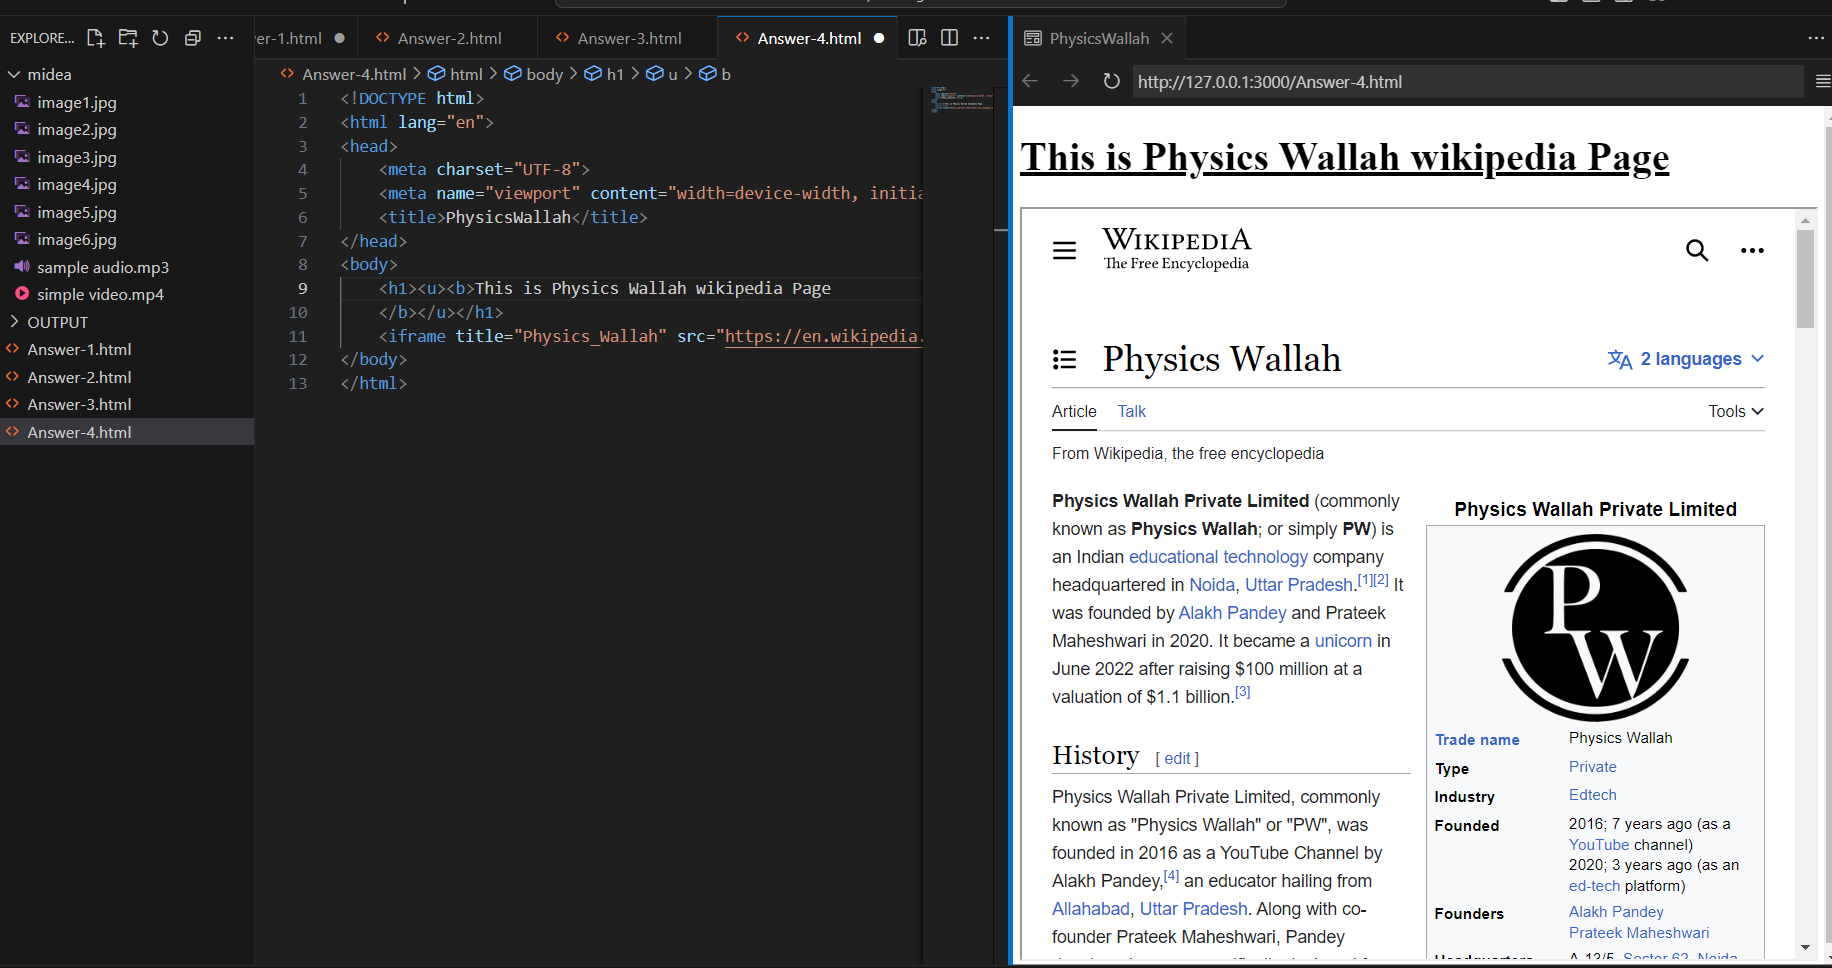 EXPLORE...
midea
image1.jpg
image2.jpg
image3.jpg
image4.jpg
image5.jpg
image6.jpg
sample audio.mp3
simple video.mp4
OUTPUT
Answer-1.html
Answer-2.html
Answer-3.html
Answer-4.html
er-1.html
Answer-2.html
Answer-3.html
Answer-4.html
Answer-4.html > html > body > h1 > u > b
1 <!DOCTYPE html>
2 <html lang="en">
3 <head>
4 <meta charset="UTF-8">
5 <meta name="viewport" content="width=device-width, initia
6 <title>PhysicsWallah</title>
7 </head>
8 <body>
9 <h1><u><b>This is Physics Wallah wikipedia Page
10 </b></u></h1>
11 <iframe title="Physics_Wallah" src="https://en.wikipedia.
12 </body>
13 </html>
PhysicsWallah
http://127.0.0.1:3000/Answer-4.html
This is Physics Wallah wikipedia Page
WIKIPEDIA
The Free Encyclopedia
Physics Wallah
2 languages
Article Talk
Tools
From Wikipedia, the free encyclopedia
Physics Wallah Private Limited (commonly
known as Physics Wallah; or simply PW) is
an Indian educational technology company
headquartered in Noida, Uttar Pradesh.[1][2] It
was founded by Alakh Pandey and Prateek
Maheshwari in 2020. It became a unicorn in
June 2022 after raising $100 million at a
valuation of $1.1 billion.[3]
History [ edit ]
Physics Wallah Private Limited, commonly
known as "Physics Wallah" or "PW", was
founded in 2016 as a YouTube Channel by
Alakh Pandey,[4] an educator hailing from
Allahabad, Uttar Pradesh. Along with co-
founder Prateek Maheshwari, Pandey
Physics Wallah Private Limited
P
W
Trade name Physics Wallah
Type Private
Industry Edtech
Founded 2016; 7 years ago (as a
YouTube channel)
2020; 3 years ago (as an
ed-tech platform)
Founders Alakh Pandey
Prateek Maheshwari
Headquarters A-13/5, Sector 62, Noida